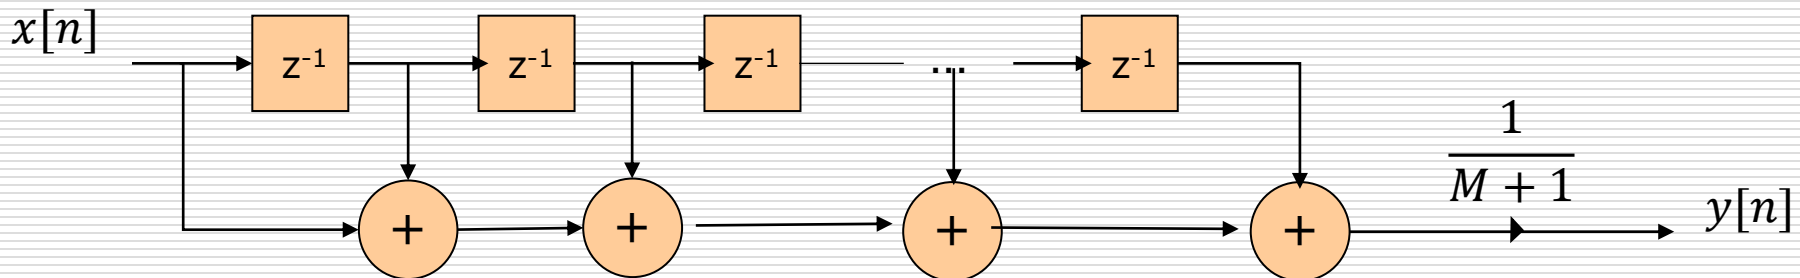 x[n] z⁻¹ z⁻¹ z⁻¹ ... z⁻¹
1
M + 1
+ + + + y[n]